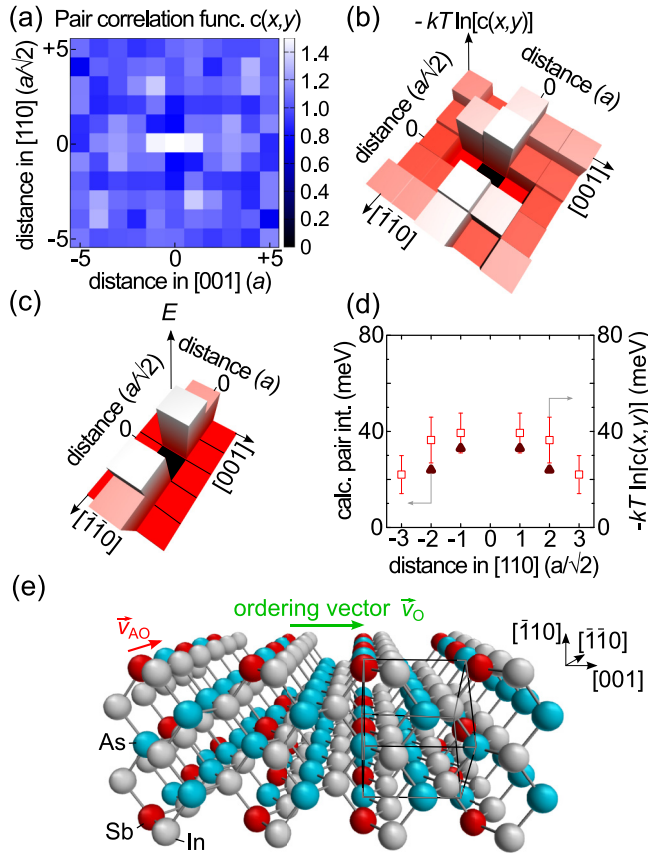 (a) Pair correlation func. c(x,y)
distance in [110] (a/√2)
+5
0
-5
-5 0 +5
distance in [001] (a)
1.4
1.2
1.0
0.8
0.6
0.4
0.2
0
(b) - kT ln[c(x,y)]
distance (a/√2)
distance (a)
0
0
[1̄1̄0]
[001]
(c)
E
distance (a/√2)
distance (a)
0
0
[1̄1̄0]
[001]
(d)
calc. pair int. (meV)
80
40
0
-3 -2 -1 0 1 2 3
distance in [110] (a/√2)
80
40
0
-kT ln[c(x,y)] (meV)
(e)
ordering vector v⃗O
v⃗AO
[1̄10]
[1̄1̄0]
[001]
As
Sb
In